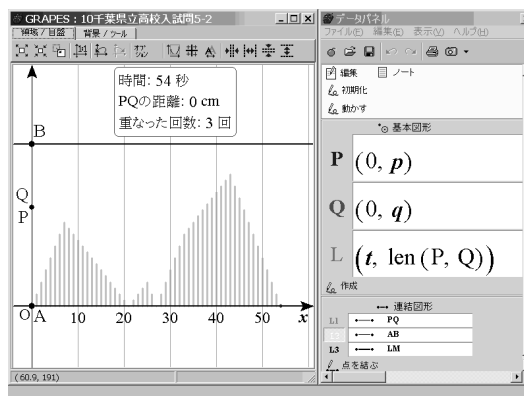 GRAPES : 10千葉県立高校入試問5-2
領域 / 目盛
背景 / ツール
時間: 54 秒
PQの距離: 0 cm
重なった回数: 3 回
B
Q
P
O A 10 20 30 40 50 x
( 60.9, 191)
データパネル
ファイル(F) 編集(E) 表示(V) ヘルプ(H)
編集 ノート
初期化
動かす
基本図形
P (0, p)
Q (0, q)
L (t, len (P, Q))
作成
連結図形
L1 PQ
AB
L3 LM
点を結ぶ